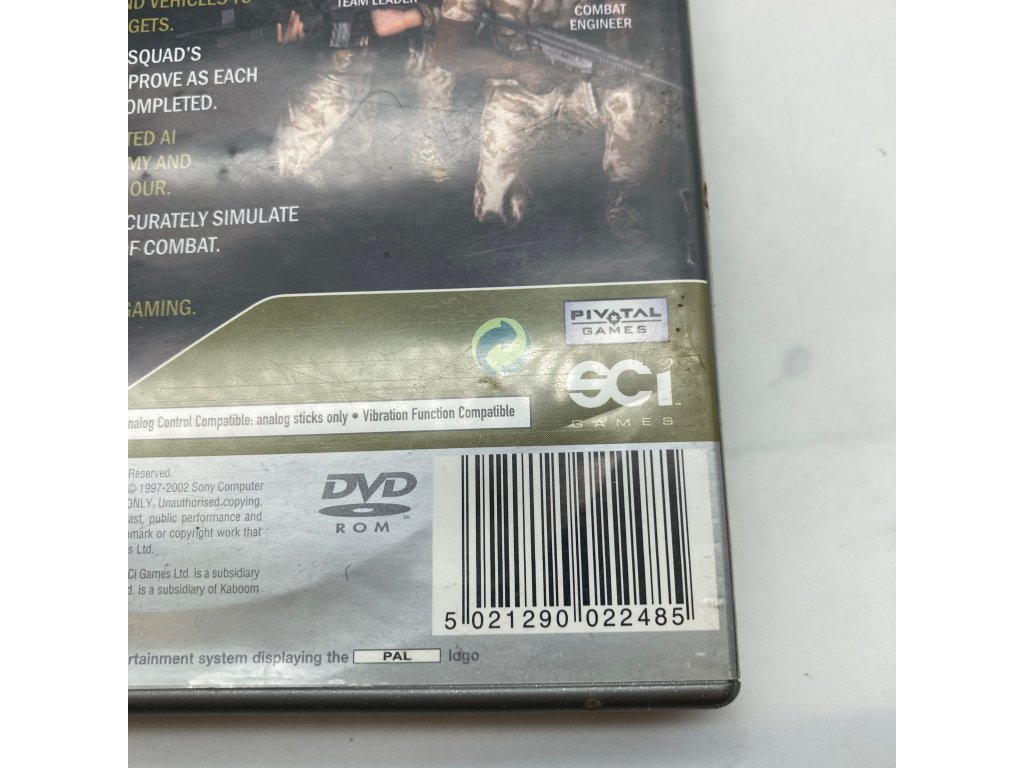 ND VEHICLES TO
GETS.
TEAM LEADER
COMBAT
ENGINEER
SQUAD'S
PROVE AS EACH
OMPLETED.
TED AI
MY AND
OUR.
CURATELY SIMULATE
F COMBAT.
GAMING.
PIVOTAL
GAMES
SCi
GAMES
nalog Control Compatible: analog sticks only • Vibration Function Compatible
Reserved.
© 1997-2002 Sony Computer
ONLY. Unauthorised copying,
ast, public performance and
emark or copyright work that
s Ltd.
Ci Games Ltd. is a subsidiary
d. is a subsidiary of Kaboom
DVD
ROM
5 021290 022485
rtainment system displaying the PAL logo